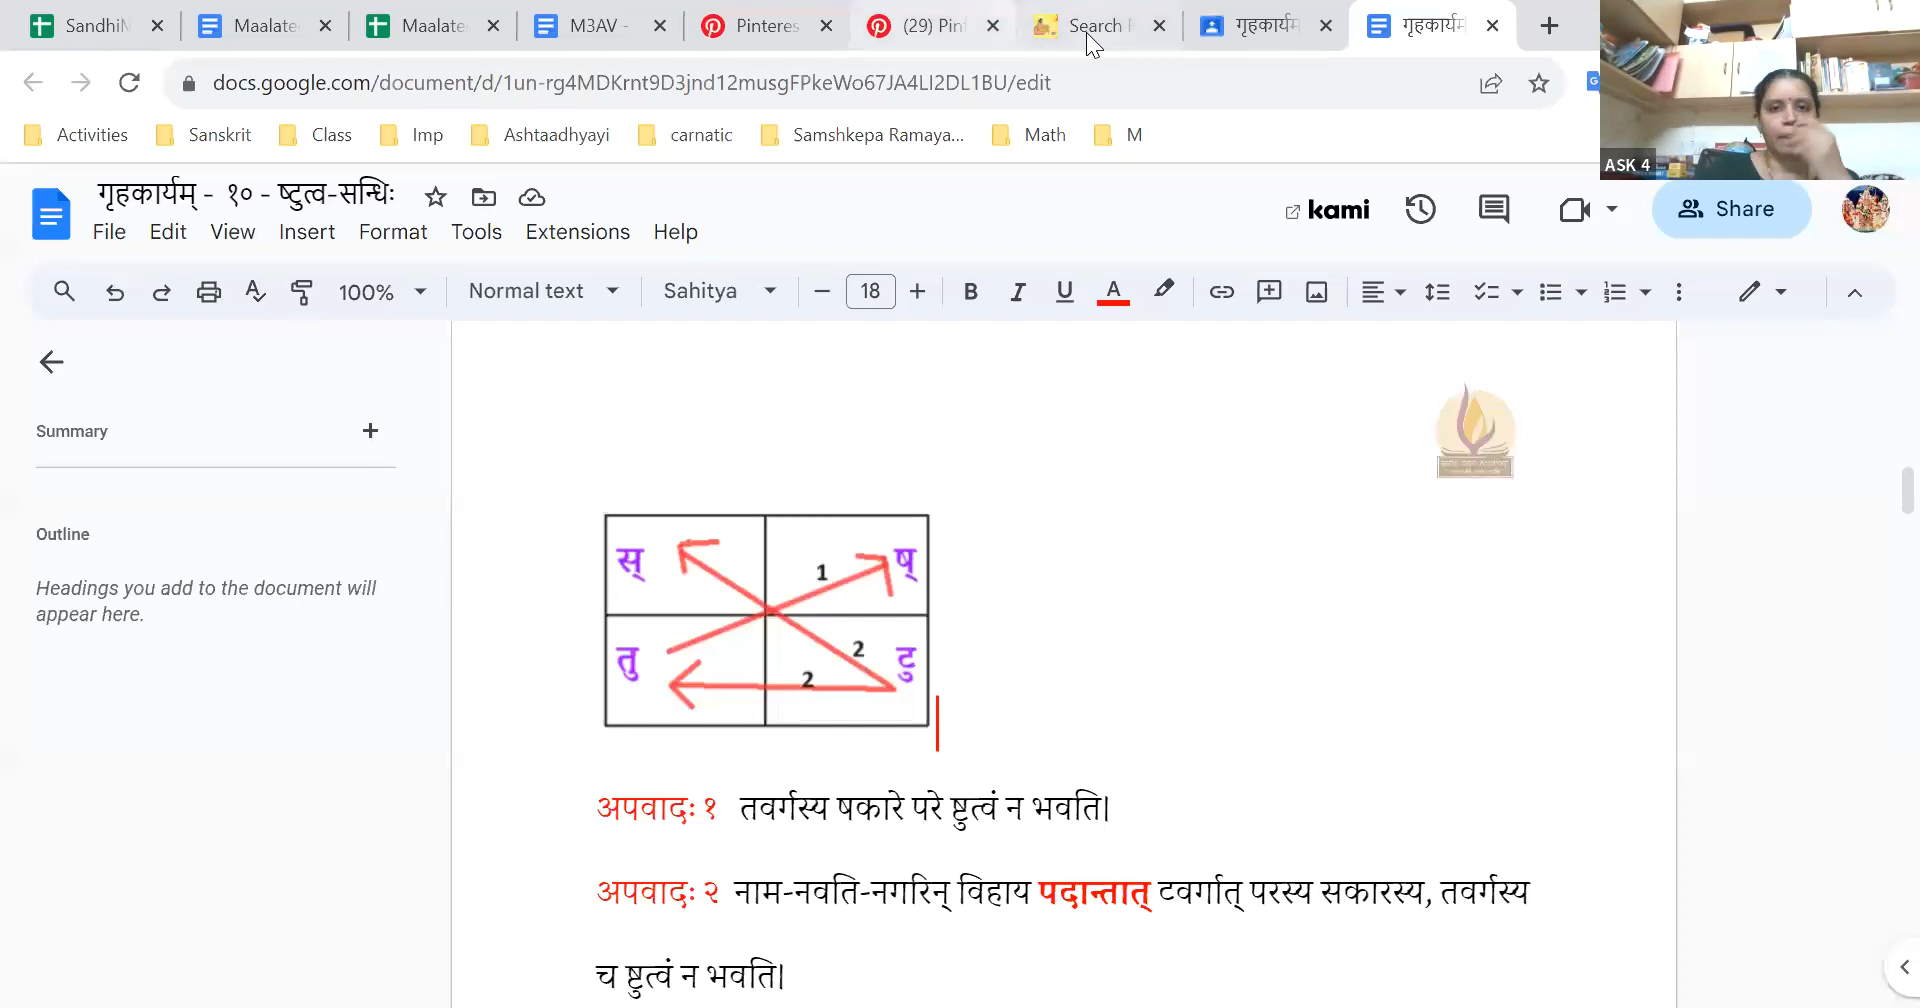 SandhiM
Maalate
Maalate
M3AV -
Pinteres
(29) Pin
Search
गृहकार्यम्
गृहकार्यम्
docs.google.com/document/d/1un-rg4MDKrnt9D3jnd12musgFPkeWo67JA4LI2DL1BU/edit
Activities
Sanskrit
Class
Imp
Ashtaadhyayi
carnatic
Samshkepa Ramaya...
Math
M
ASK 4
गृहकार्यम् - १० - ष्टुत्व-सन्धिः
kami
Share
File Edit View Insert Format Tools Extensions Help
100%
Normal text
Sahitya
18
B I U A
Summary
Outline
Headings you add to the document will
appear here.
स् 1 ष्
तु 2 2 टु
अपवादः १ तवर्गस्य षकारे परे ष्टुत्वं न भवति।
अपवादः २ नाम-नवति-नगरिन् विहाय पदान्तात् टवर्गात् परस्य सकारस्य, तवर्गस्य
च ष्टुत्वं न भवति।